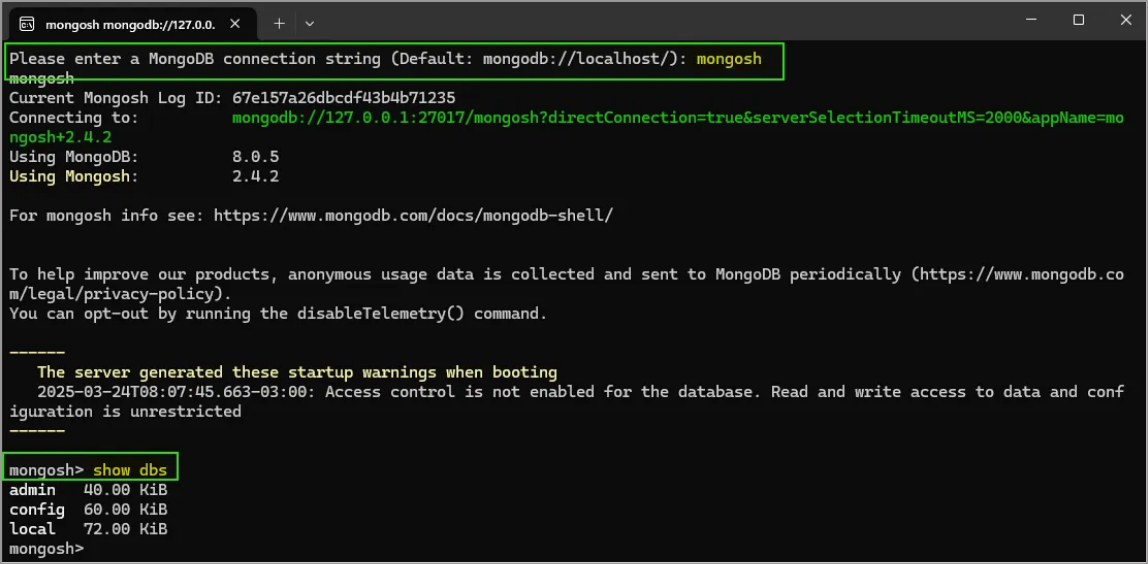 mongosh mongodb://127.0.0.
Please enter a MongoDB connection string (Default: mongodb://localhost/): mongosh
mongosh
Current Mongosh Log ID: 67e157a26dbcdf43b4b71235
Connecting to: mongodb://127.0.0.1:27017/mongosh?directConnection=true&serverSelectionTimeoutMS=2000&appName=mo
ngosh+2.4.2
Using MongoDB: 8.0.5
Using Mongosh: 2.4.2
For mongosh info see: https://www.mongodb.com/docs/mongodb-shell/
To help improve our products, anonymous usage data is collected and sent to MongoDB periodically (https://www.mongodb.co
m/legal/privacy-policy).
You can opt-out by running the disableTelemetry() command.
------
The server generated these startup warnings when booting
2025-03-24T08:07:45.663-03:00: Access control is not enabled for the database. Read and write access to data and conf
iguration is unrestricted
------
mongosh> show dbs
admin 40.00 KiB
config 60.00 KiB
local 72.00 KiB
mongosh>